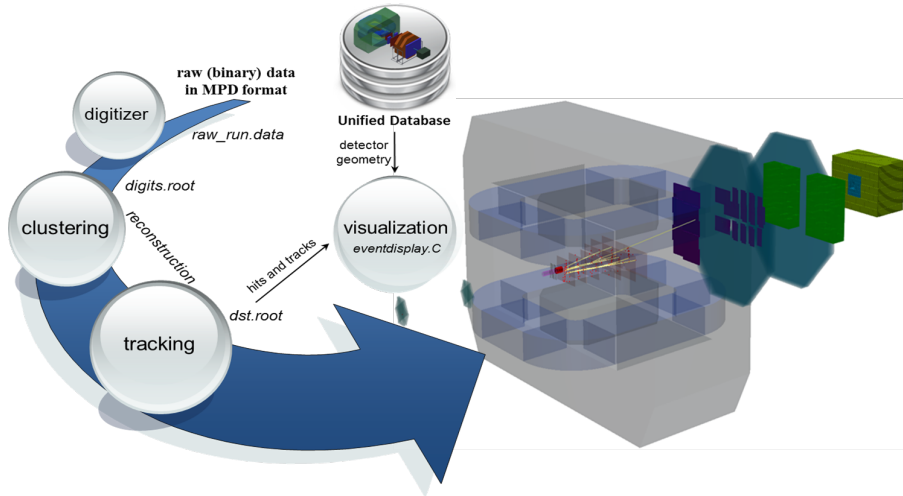 raw (binary) data
in MPD format
digitizer
raw_run.data
digits.root
clustering
reconstruction
tracking
dst.root
hits and tracks
Unified Database
detector
geometry
visualization
eventdisplay.C